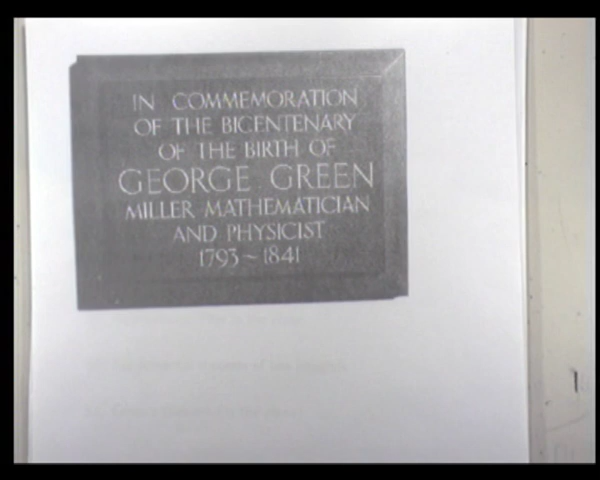 IN COMMEMORATION
OF THE BICENTENARY
OF THE BIRTH OF
GEORGE GREEN
MILLER MATHEMATICIAN
AND PHYSICIST
1793 ~ 1841